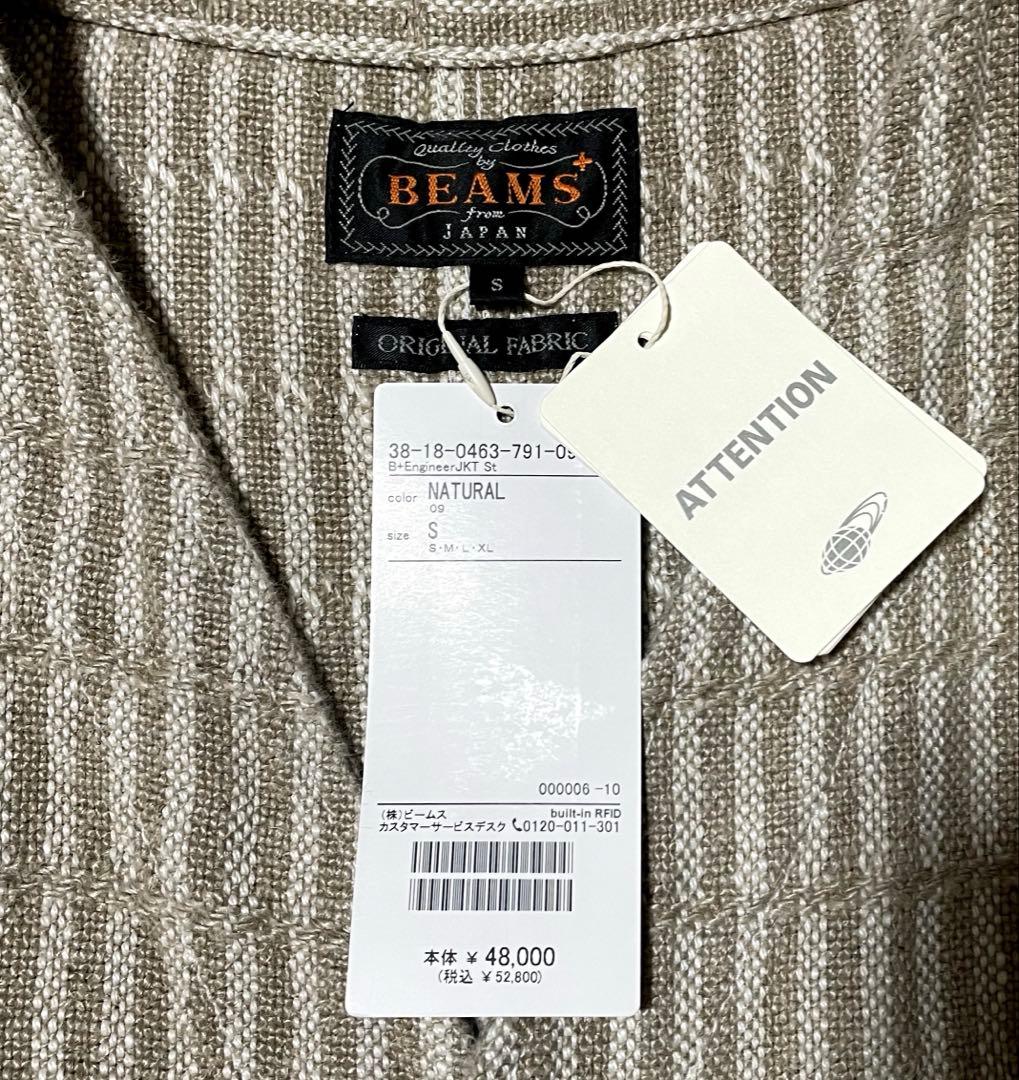 Quality Clothes
by
BEAMS+
from
JAPAN
S
ORIGINAL FABRIC
ATTENTION
38-18-0463-791-09
B+EngineerJKT St
color NATURAL
09
size S
S・M・L・XL
000006 -10
(株)ビームス built-in RFID
カスタマーサービスデスク 0120-011-301
本体 ¥ 48,000
(税込 ¥ 52,800)